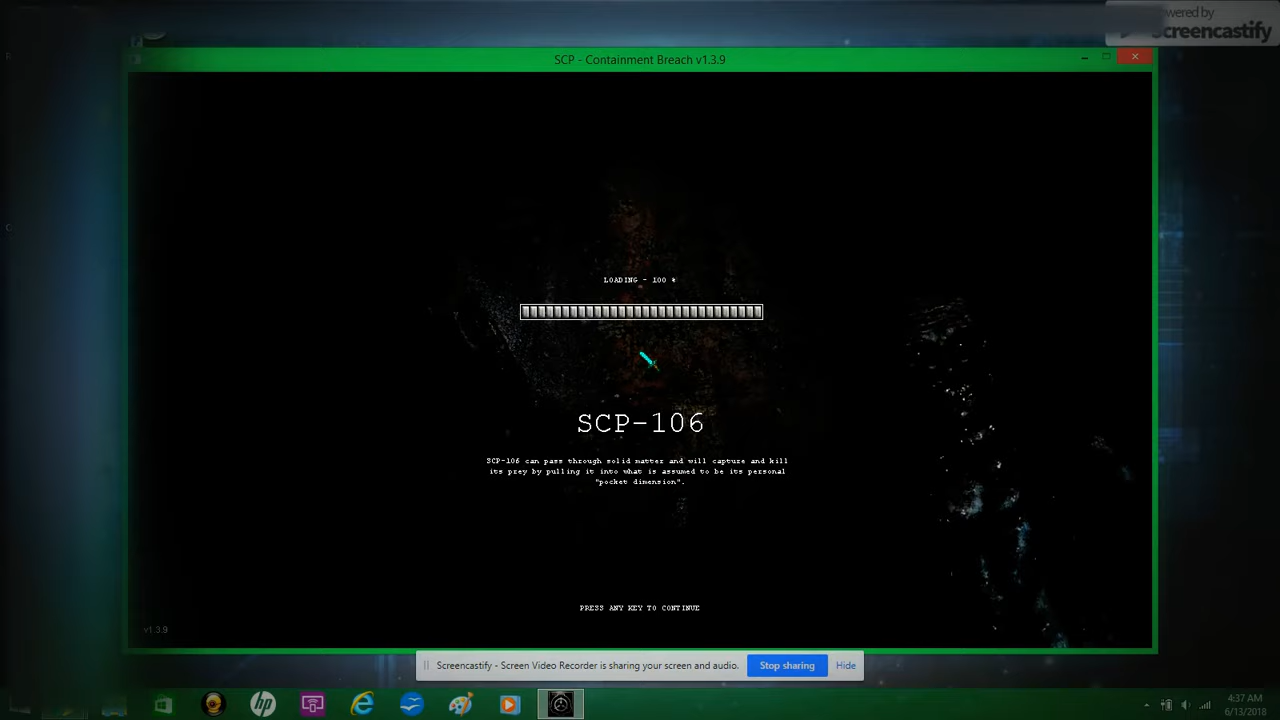 Powered by
Screencastify
SCP - Containment Breach v1.3.9
LOADING - 100 %
SCP-106
SCP-106 can pass through solid matter and will capture and kill
its prey by pulling it into what is assumed to be its personal
"pocket dimension".
PRESS ANY KEY TO CONTINUE
v1.3.9
Screencastify - Screen Video Recorder is sharing your screen and audio.
Stop sharing
Hide
hp
4:37 AM
6/13/2018